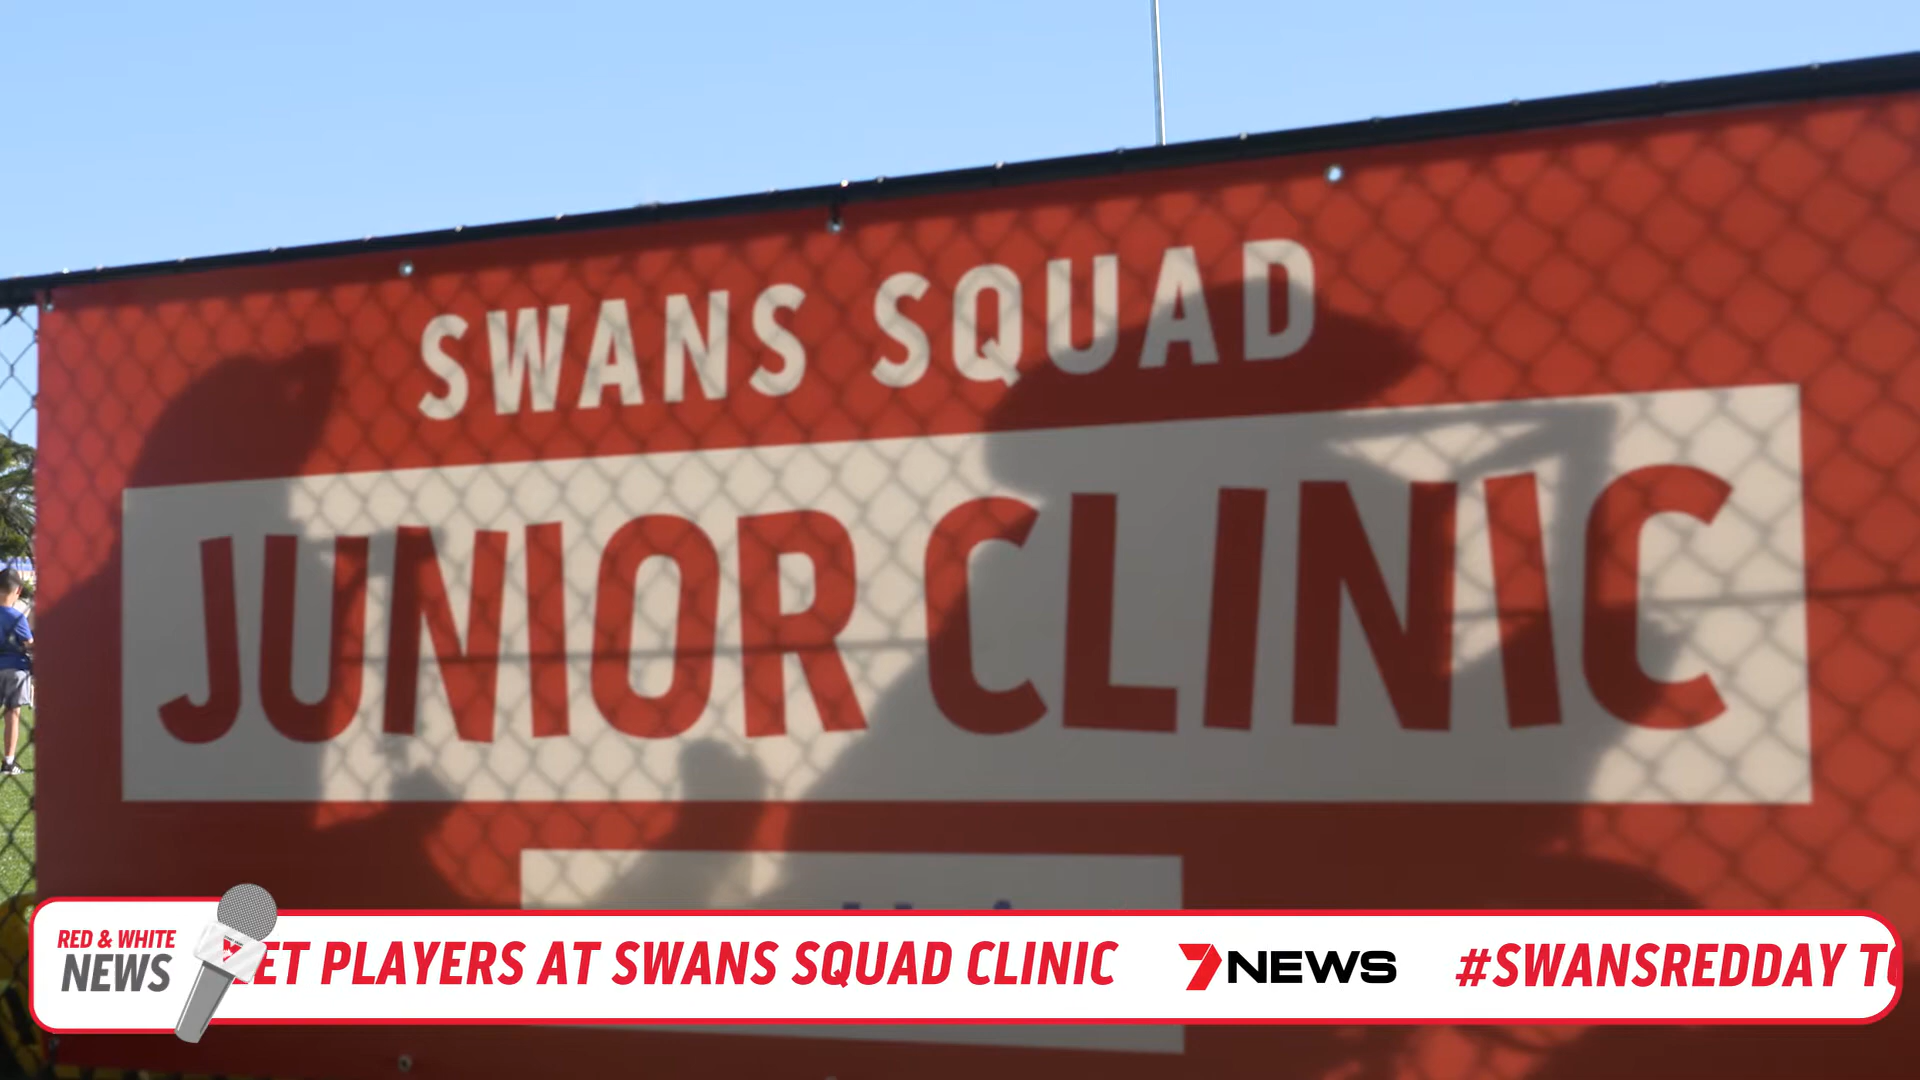 SWANS SQUAD
JUNIOR CLINIC
RED & WHITE
NEWS
PLAYERS AT SWANS SQUAD CLINIC
7NEWS
#SWANSREDDAY